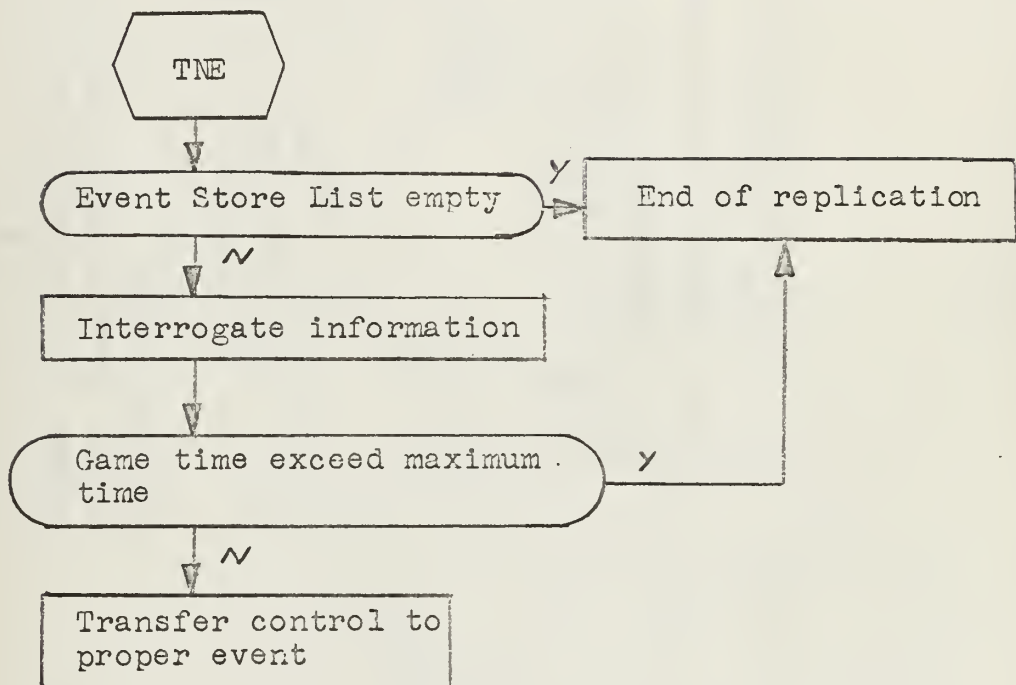 TNE
Event Store List empty
Y
End of replication
N
Interrogate information
Game time exceed maximum
time
Y
N
Transfer control to
proper event